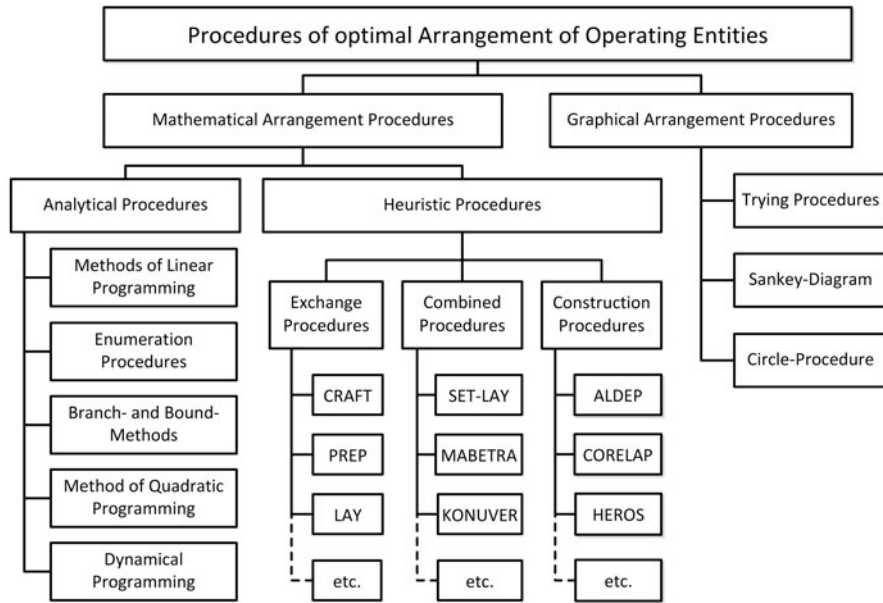 Procedures of optimal Arrangement of Operating Entities
Mathematical Arrangement Procedures
Graphical Arrangement Procedures
Analytical Procedures
Heuristic Procedures
Trying Procedures
Sankey-Diagram
Circle-Procedure
Methods of Linear
Programming
Enumeration
Procedures
Branch- and Bound-
Methods
Method of Quadratic
Programming
Dynamical
Programming
Exchange
Procedures
CRAFT
PREP
LAY
etc.
Combined
Procedures
SET-LAY
MABETRA
KONUVER
etc.
Construction
Procedures
ALDEP
CORELAP
HEROS
etc.